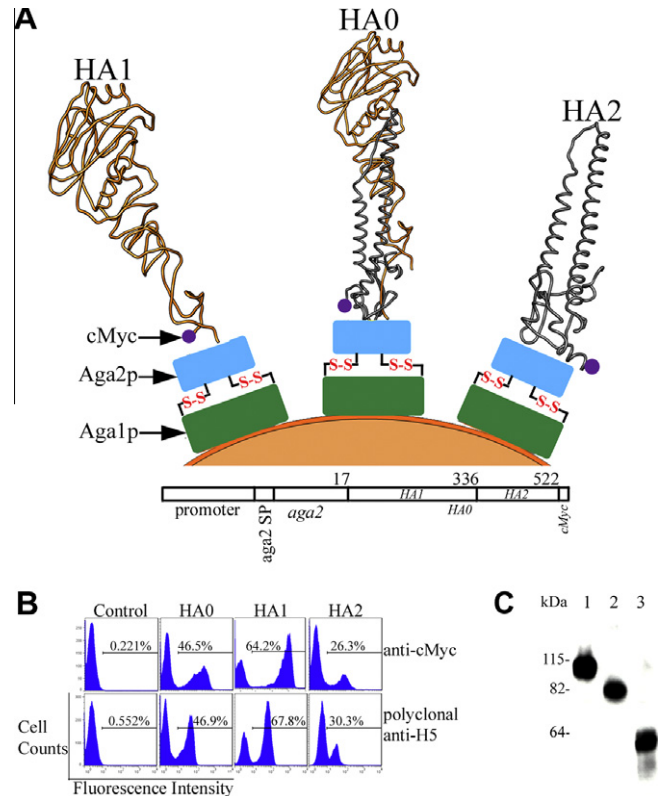 A
HA1
HA0
HA2
cMyc
Aga2p
Aga1p
S-S S-S S-S S-S S-S S-S
17 336 522
promoter aga2 SP aga2 HA1 HA0 HA2 cMyc
B
Control HA0 HA1 HA2
0.221% 46.5% 64.2% 26.3% anti-cMyc
0.552% 46.9% 67.8% 30.3% polyclonal anti-H5
Cell Counts
Fluorescence Intensity
C
kDa 1 2 3
115-
82-
64-